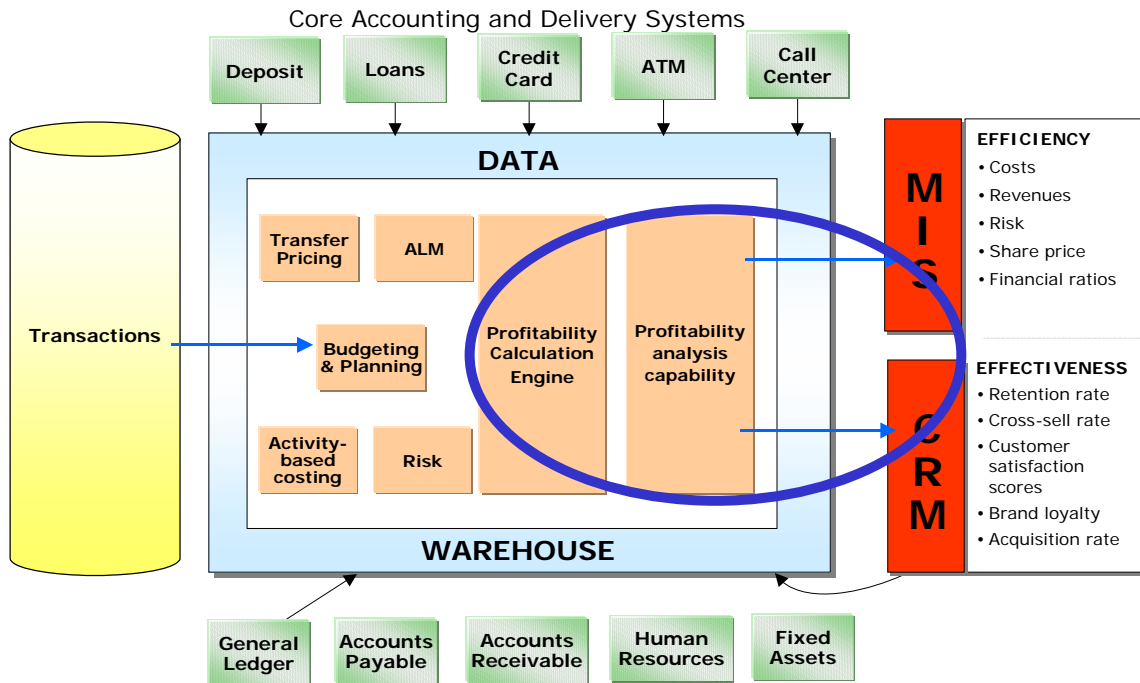 Core Accounting and Delivery Systems
Deposit
Loans
Credit
Card
ATM
Call
Center
DATA
Transactions
Transfer
Pricing
ALM
Budgeting
& Planning
Activity-
based
costing
Risk
Profitability
Calculation
Engine
Profitability
analysis
capability
WAREHOUSE
M
I
S
EFFICIENCY
• Costs
• Revenues
• Risk
• Share price
• Financial ratios
C
R
M
EFFECTIVENESS
• Retention rate
• Cross-sell rate
• Customer
satisfaction
scores
• Brand loyalty
• Acquisition rate
General
Ledger
Accounts
Payable
Accounts
Receivable
Human
Resources
Fixed
Assets